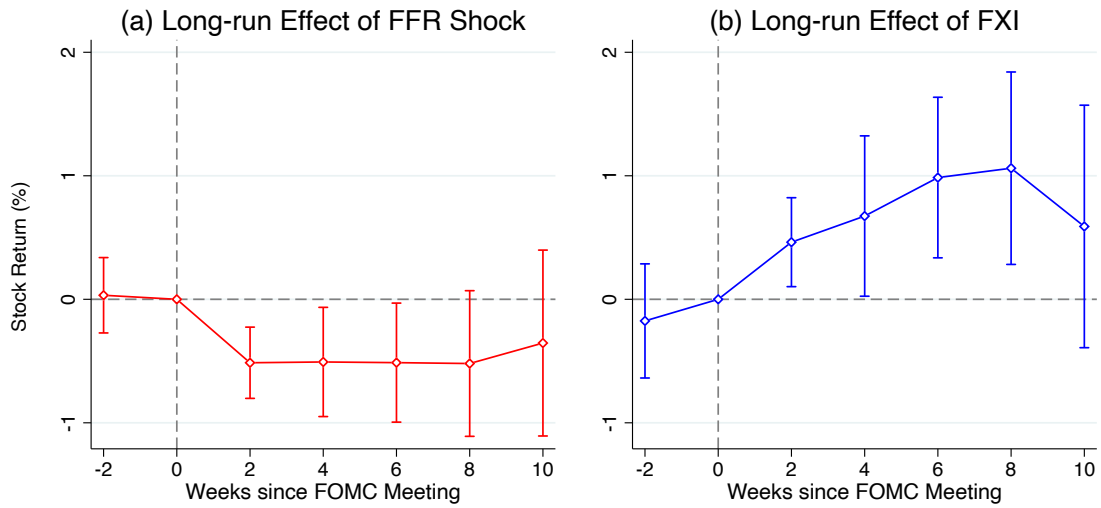 (a) Long-run Effect of FFR Shock
Stock Return (%)
2
1
0
-1
-2 0 2 4 6 8 10
Weeks since FOMC Meeting
(b) Long-run Effect of FXI
2
1
0
-1
-2 0 2 4 6 8 10
Weeks since FOMC Meeting